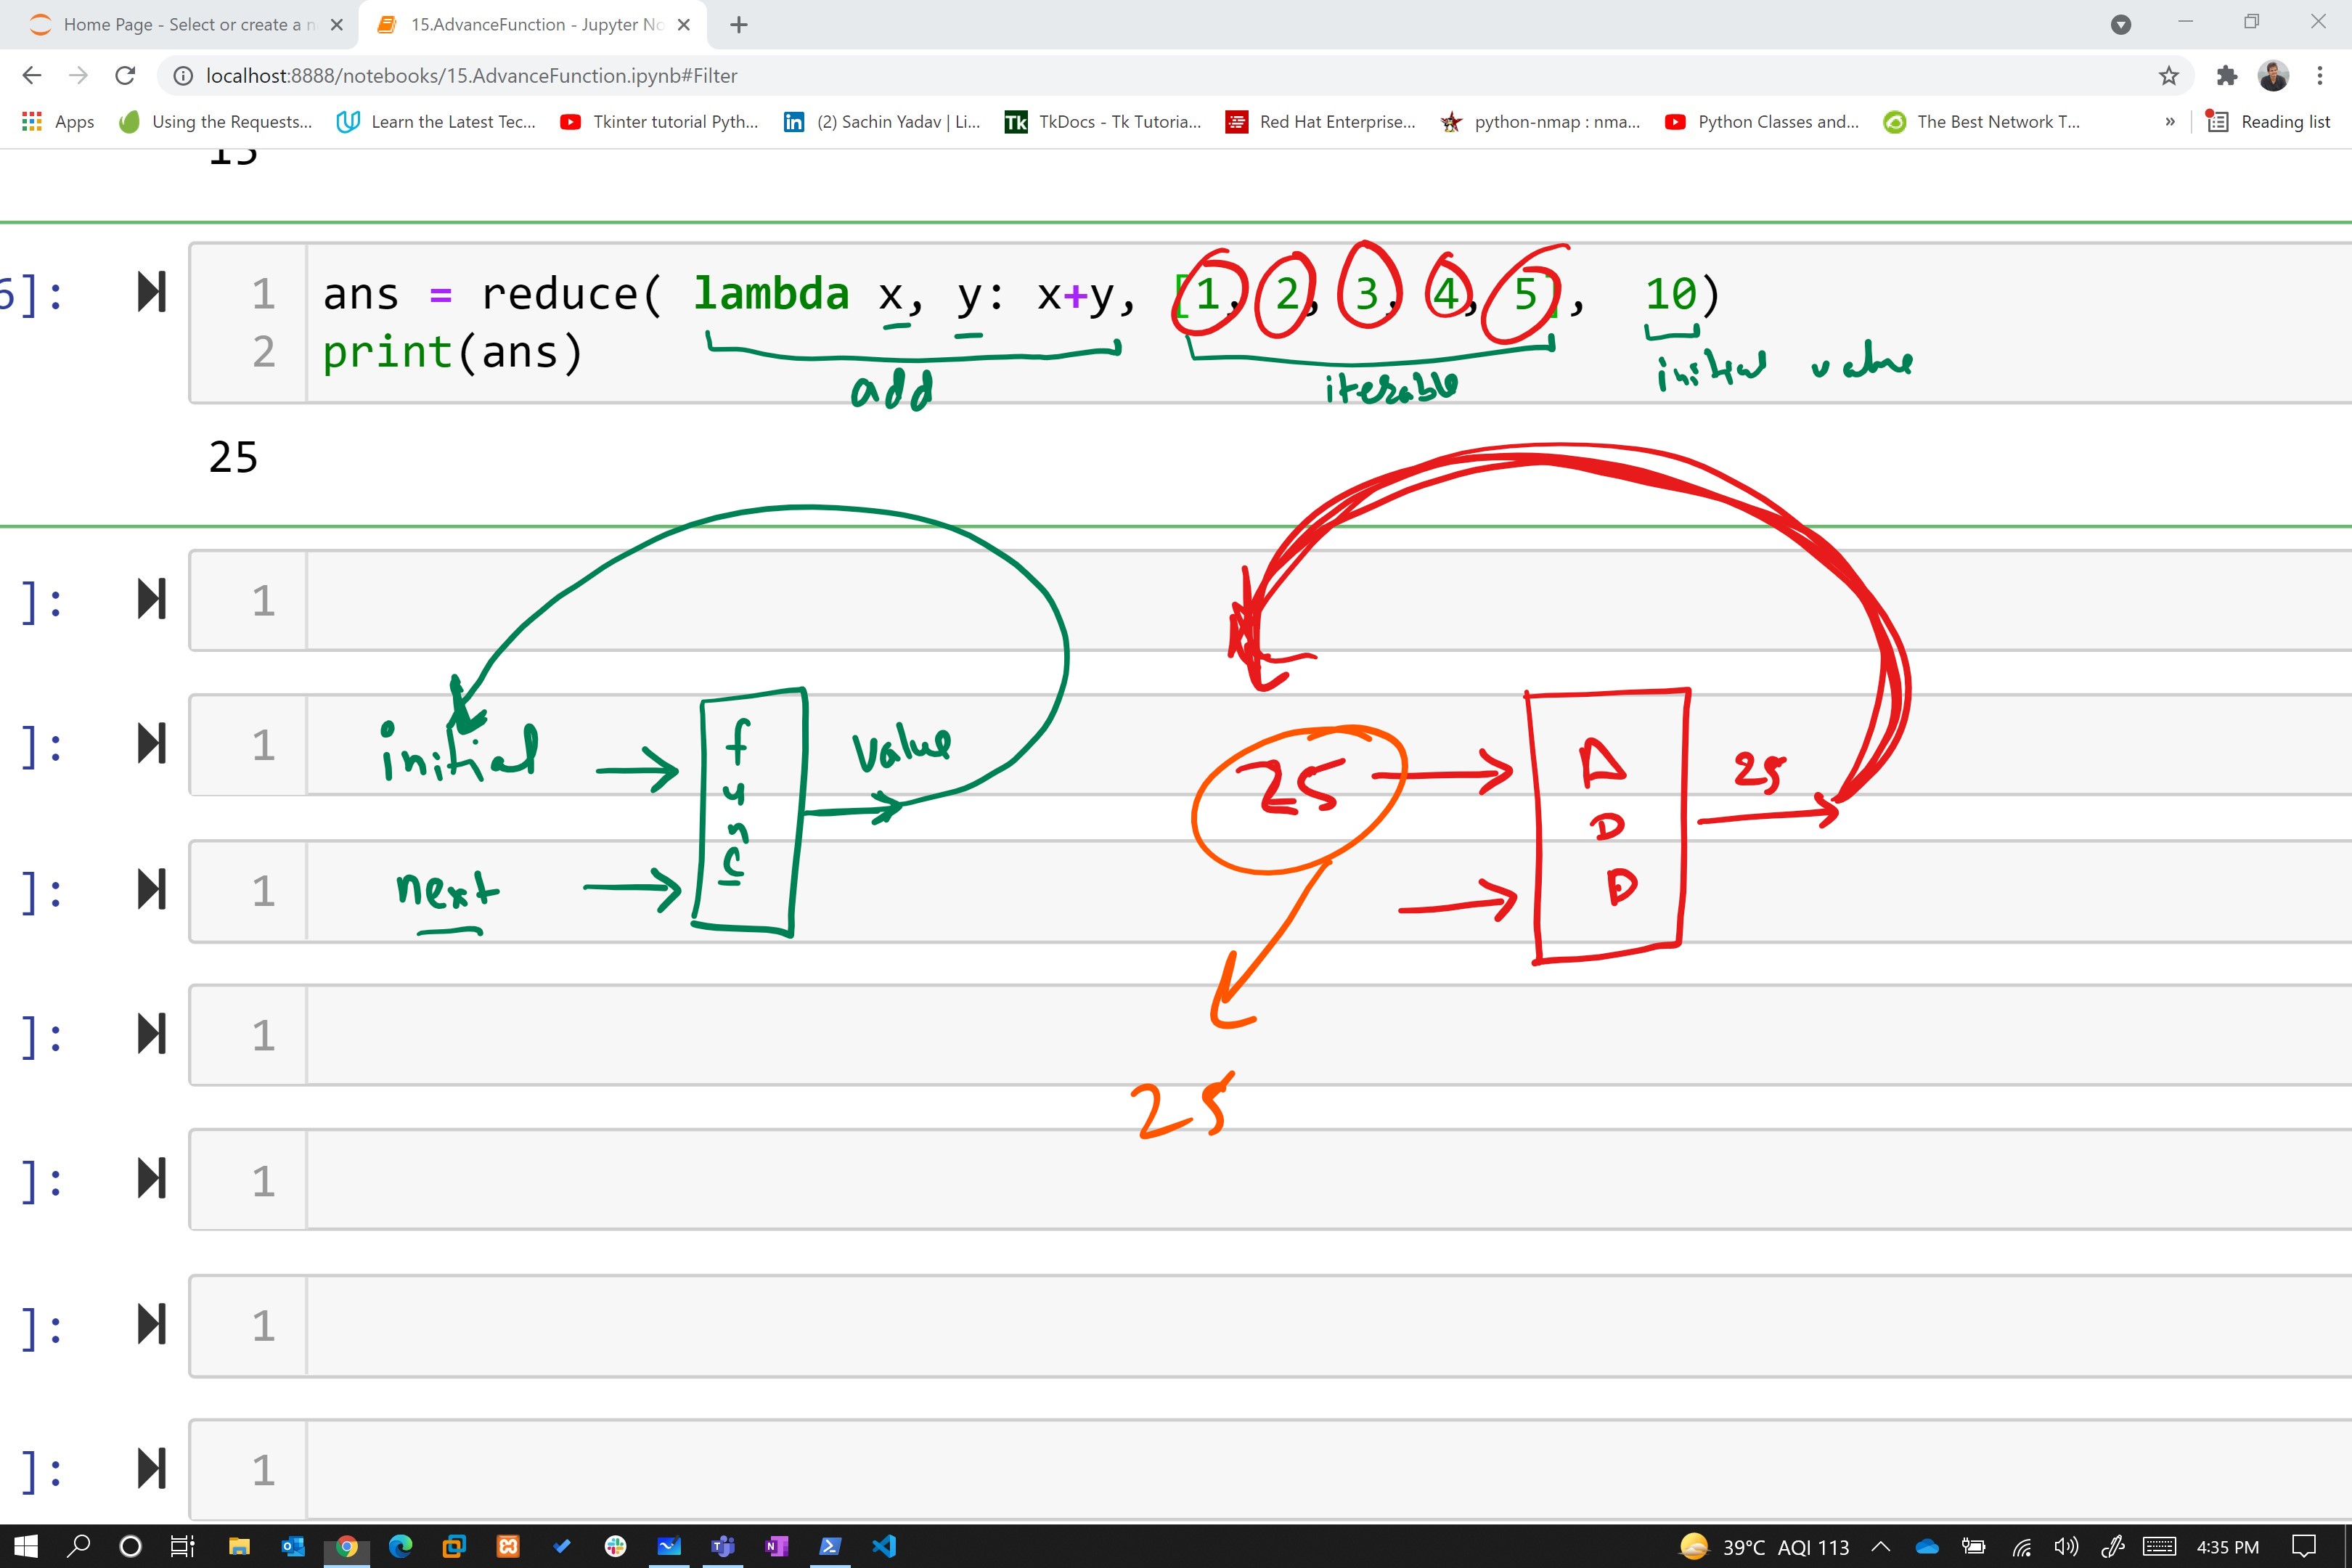 Home Page - Select or create a n
15.AdvanceFunction - Jupyter No
localhost:8888/notebooks/15.AdvanceFunction.ipynb#Filter
Apps Using the Requests... Learn the Latest Tec... Tkinter tutorial Pyth... (2) Sachin Yadav | Li... TkDocs - Tk Tutoria... Red Hat Enterprise... python-nmap : nma... Python Classes and... The Best Network T... » Reading list
15
6]: 1 ans = reduce( lambda x, y: x+y, [1, 2, 3, 4, 5], 10)
2 print(ans)
add iterable initial value
25
]: 1
]: 1 initial func value 25 ADD 25
]: 1 next
]: 1
25
]: 1
]: 1
]: 1
39°C AQI 113 4:35 PM